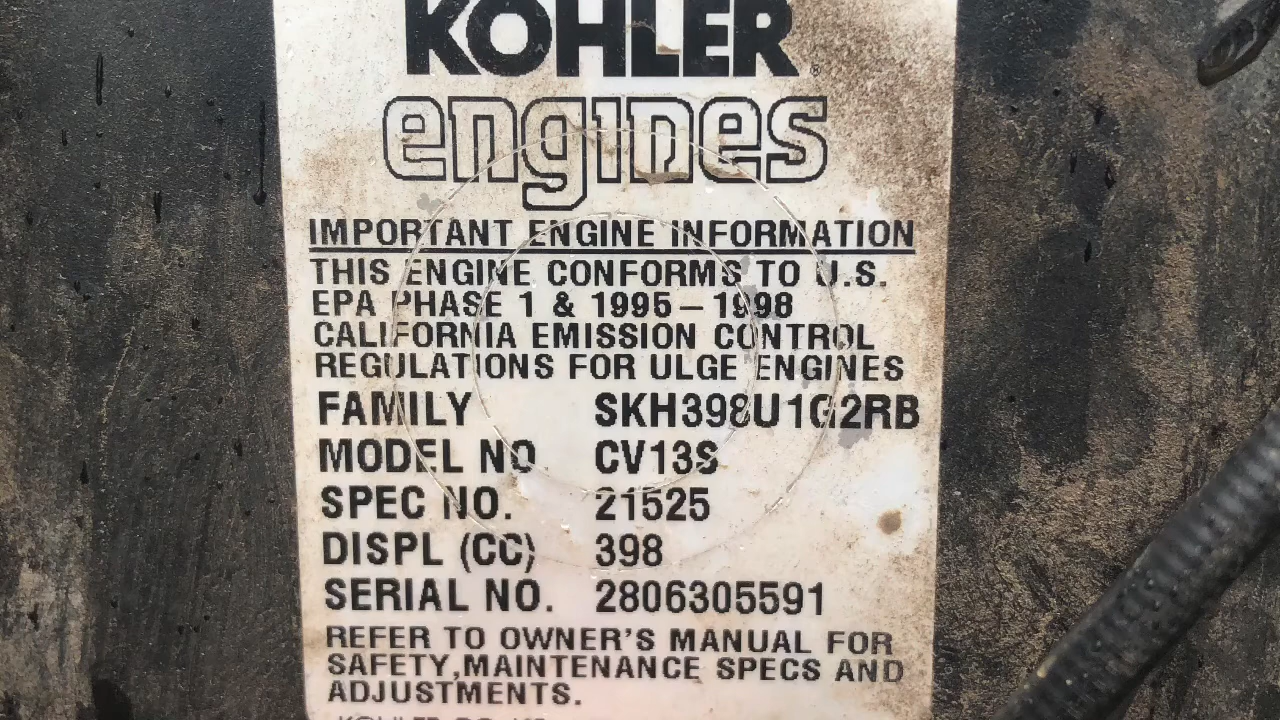 KOHLER®
engines
IMPORTANT ENGINE INFORMATION
THIS ENGINE CONFORMS TO U.S.
EPA PHASE 1 & 1995–1998
CALIFORNIA EMISSION CONTROL
REGULATIONS FOR ULGE ENGINES
FAMILY SKH398U1G2RB
MODEL NO CV13S
SPEC NO. 21525
DISPL (CC) 398
SERIAL NO. 2806305591
REFER TO OWNER'S MANUAL FOR
SAFETY,MAINTENANCE SPECS AND
ADJUSTMENTS.
KOHLER